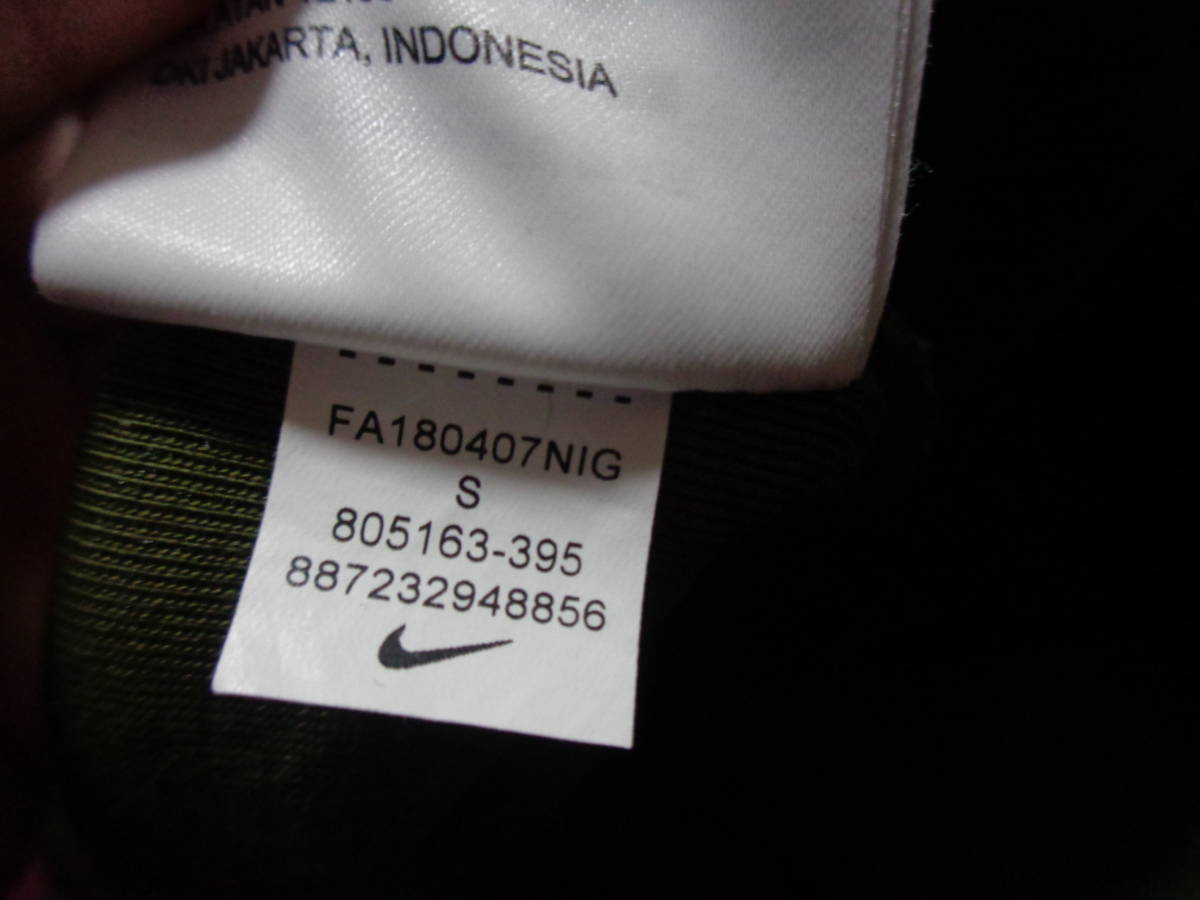 JAKARTA, INDONESIA
FA180407NIG
S
805163-395
887232948856